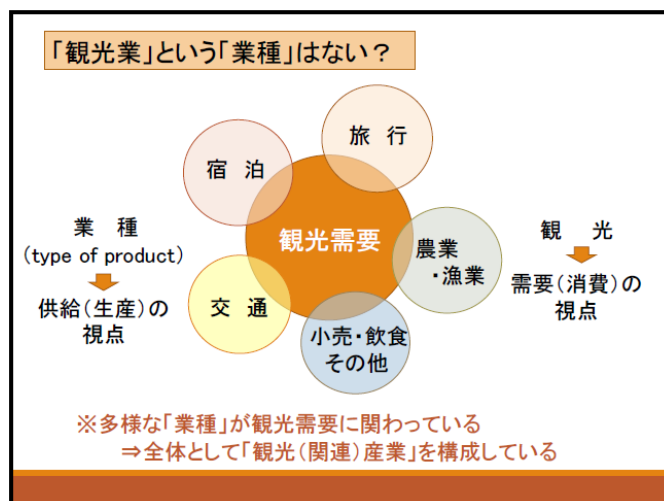 「観光業」という「業種」はない？
旅　行
宿　泊
観光需要
農業
・漁業
小売・飲食
その他
交　通
業　種
(type of product)
供給(生産)の
視点
観　光
需要(消費)の
視点
※多様な「業種」が観光需要に関わっている
⇒全体として「観光(関連)産業」を構成している